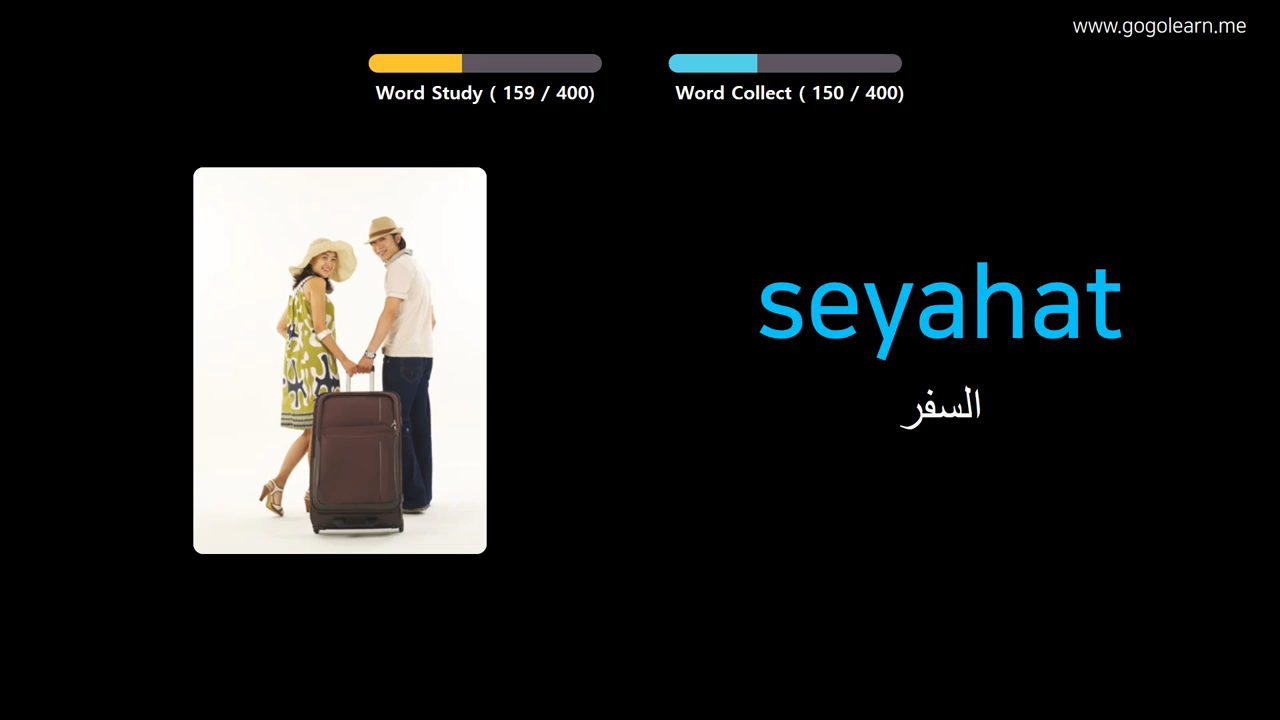 www.gogolearn.me
Word Study ( 159 / 400)
Word Collect ( 150 / 400)
seyahat
السفر